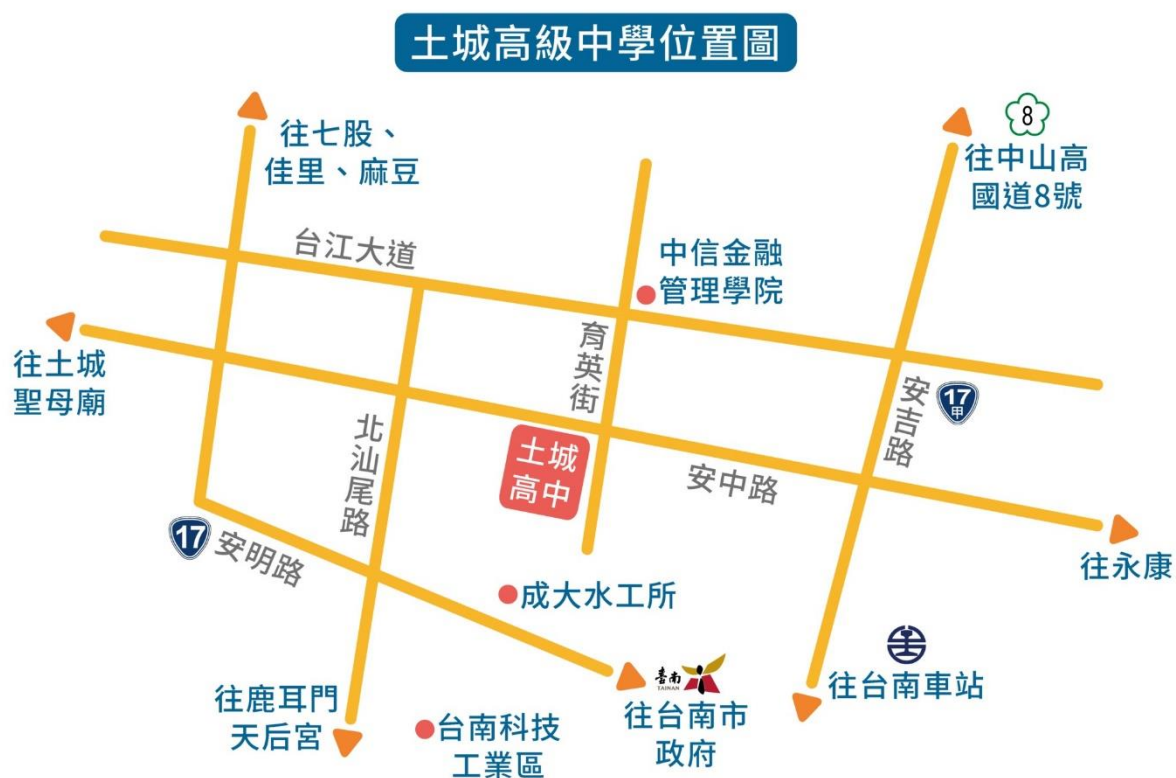 土城高級中學位置圖
往七股、
佳里、麻豆
8
往中山高
國道8號
台江大道
中信金融
管理學院
往土城
聖母廟
育英街
安吉路
17
甲
北汕尾路
土城
高中
安中路
17
安明路
往永康
成大水工所
臺南
TAINAN
往台南車站
往鹿耳門
天后宮
台南科技
工業區
往台南市
政府